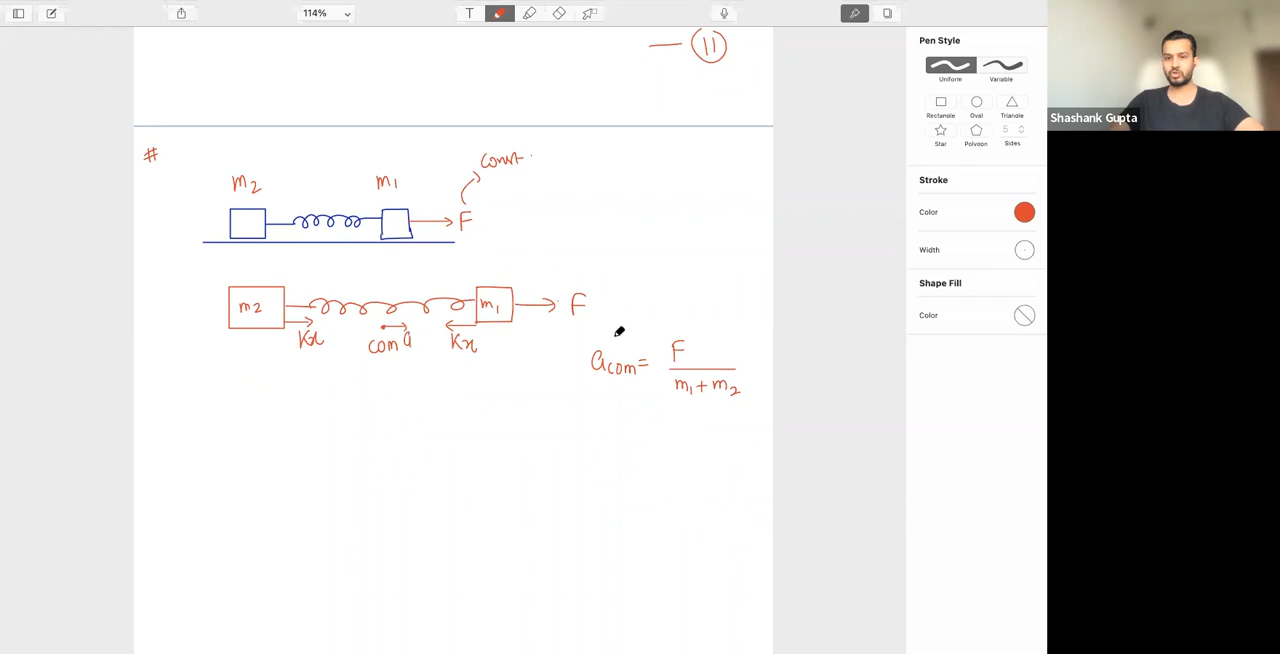 114%
T
11
Pen Style
Uniform
Variable
Rectangle
Oval
Triangle
5
Star
Polygon
Sides
Shashank Gupta
#
const.
m2
m1
F
Stroke
Color
Width
Shape Fill
Color
m2
m1
F
Kx
com a
Kx
acom = F
m1 + m2